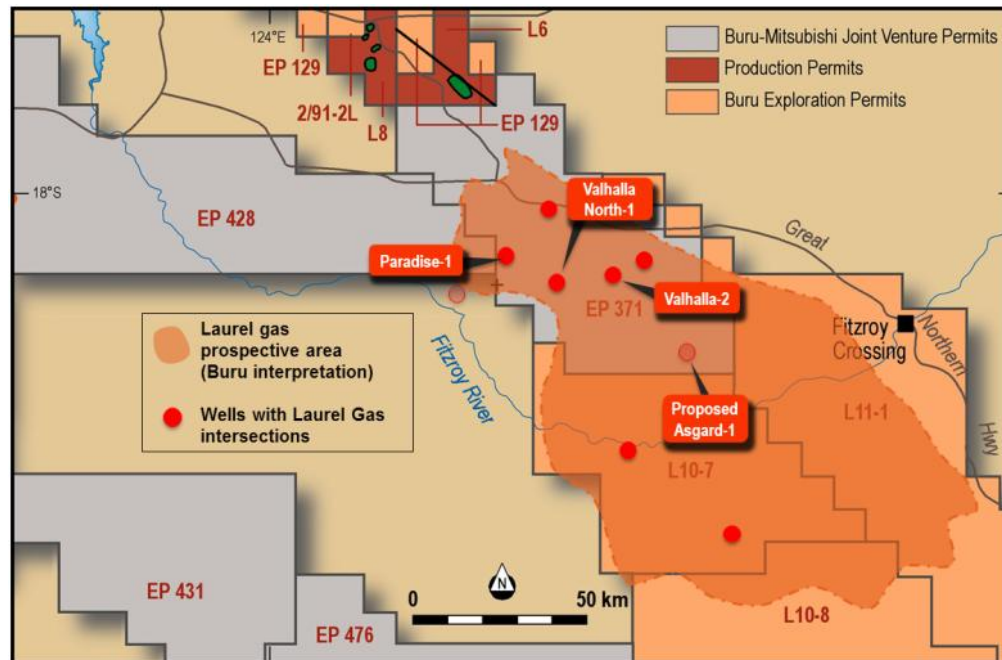 124°E
L6
EP 129
2/91-2L
L8
EP 129
Buru-Mitsubishi Joint Venture Permits
Production Permits
Buru Exploration Permits
18°S
EP 428
Valhalla
North-1
Paradise-1
Valhalla-2
EP 371
Great
Northern
Hwy
Fitzroy
Crossing
Laurel gas
prospective area
(Buru interpretation)
Wells with Laurel Gas
intersections
Fitzroy River
Proposed
Asgard-1
L11-1
L10-7
EP 431
EP 476
N
0 50 km
L10-8